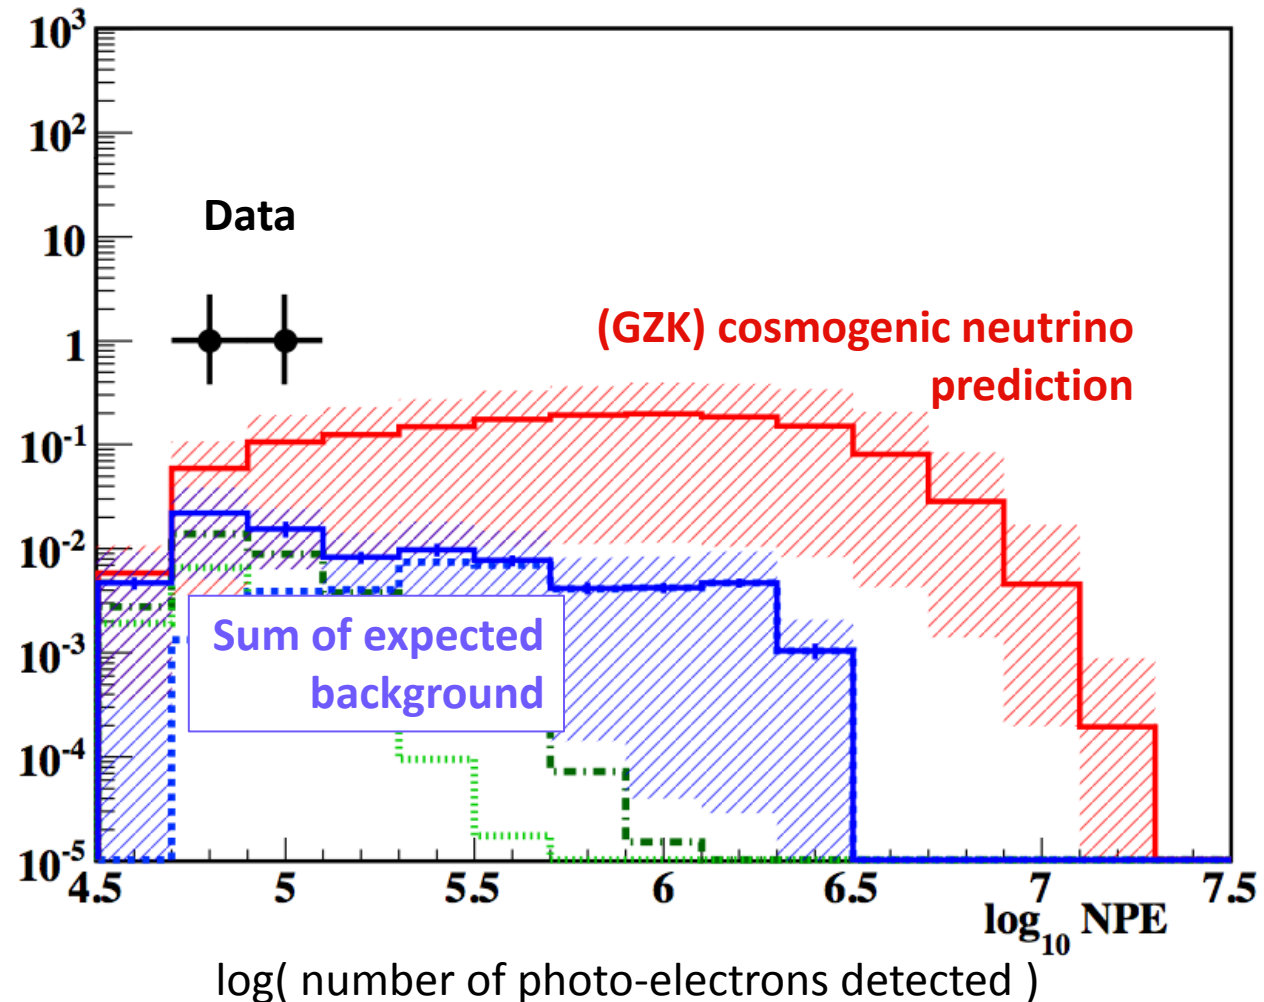 10³
10²
Data
10
(GZK) cosmogenic neutrino
prediction
1
10⁻¹
10⁻²
Sum of expected
background
10⁻³
10⁻⁴
10⁻⁵
4.5 5 5.5 6 6.5 7 7.5
log₁₀ NPE
log( number of photo-electrons detected )